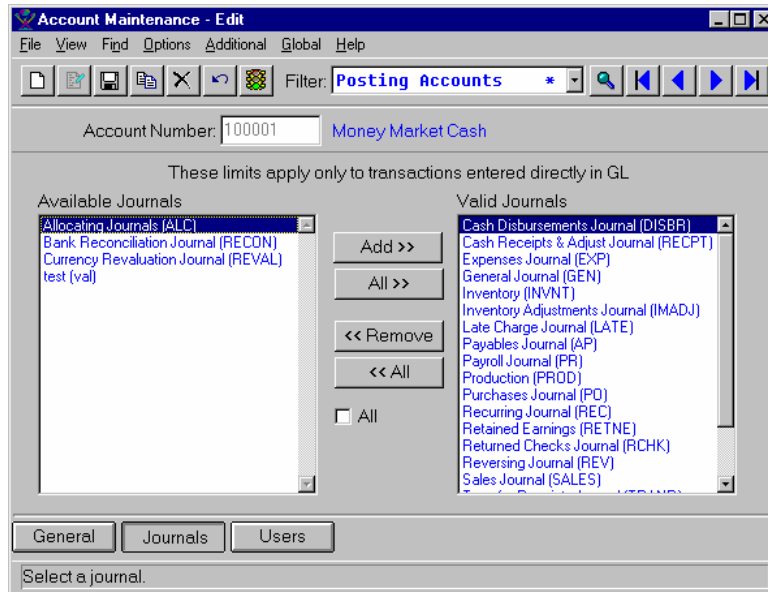 Account Maintenance - Edit
File View Find Options Additional Global Help
Filter: Posting Accounts *
Account Number: 100001 Money Market Cash
These limits apply only to transactions entered directly in GL
Available Journals
Allocating Journals (ALC)
Bank Reconciliation Journal (RECON)
Currency Revaluation Journal (REVAL)
test (val)
Add >>
All >>
<< Remove
<< All
All
Valid Journals
Cash Disbursements Journal (DISBR)
Cash Receipts & Adjust Journal (RECPT)
Expenses Journal (EXP)
General Journal (GEN)
Inventory (INVNT)
Inventory Adjustments Journal (IMADJ)
Late Charge Journal (LATE)
Payables Journal (AP)
Payroll Journal (PR)
Production (PROD)
Purchases Journal (PO)
Recurring Journal (REC)
Retained Earnings (RETNE)
Returned Checks Journal (RCHK)
Reversing Journal (REV)
Sales Journal (SALES)
General Journals Users
Select a journal.